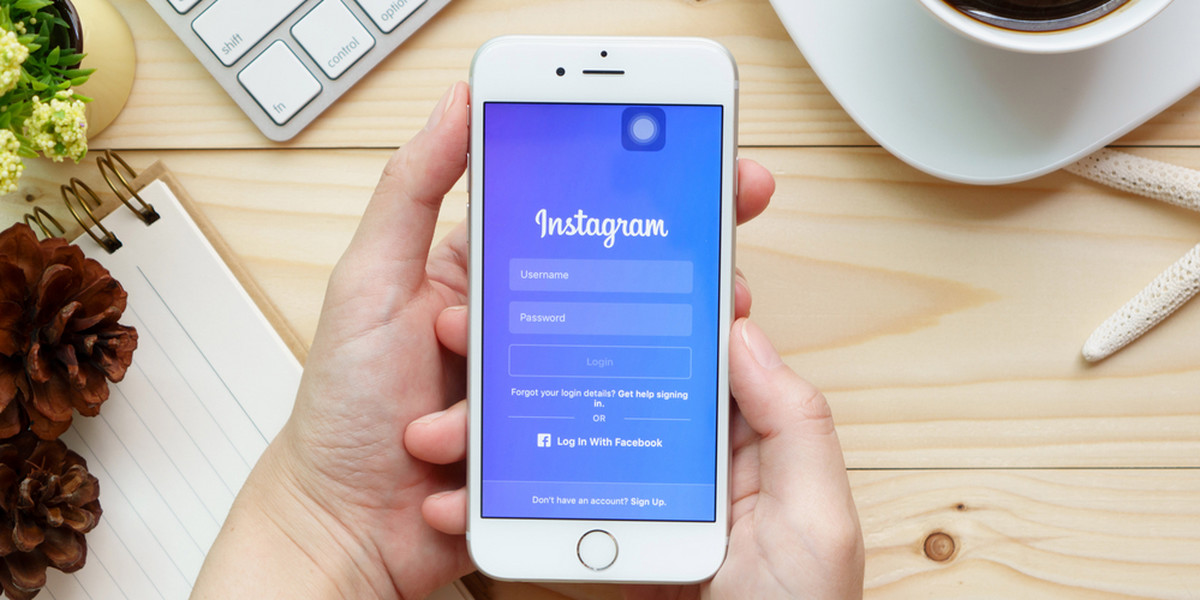 shift
control
option
fn
Instagram
Username
Password
Login
Forgot your login details? Get help signing
in.
OR
Log In With Facebook
Don't have an account? Sign Up.